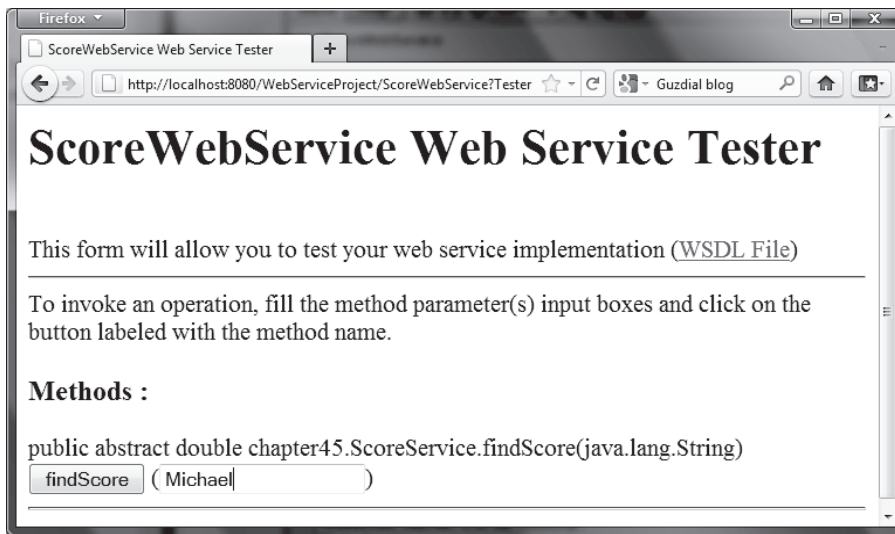 Firefox
ScoreWebService Web Service Tester
http://localhost:8080/WebServiceProject/ScoreWebService?Tester
Guzdial blog
ScoreWebService Web Service Tester
This form will allow you to test your web service implementation (WSDL File)
To invoke an operation, fill the method parameter(s) input boxes and click on the
button labeled with the method name.
Methods :
public abstract double chapter45.ScoreService.findScore(java.lang.String)
findScore (Michael)